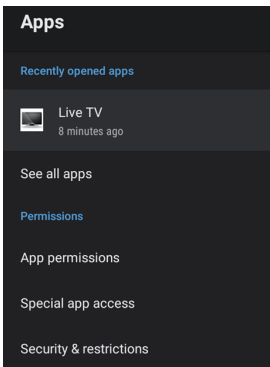 Apps
Recently opened apps
Live TV
8 minutes ago
See all apps
Permissions
App permissions
Special app access
Security & restrictions